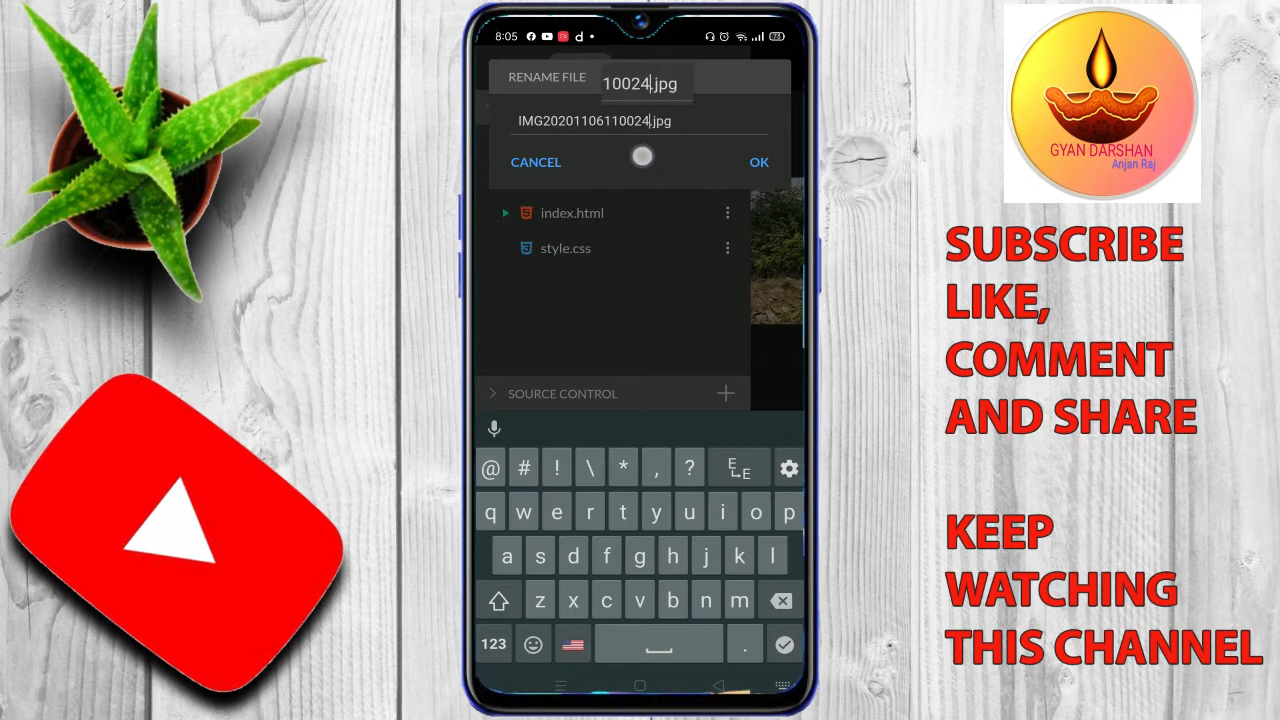 8:05
73
RENAME FILE
10024.jpg
IMG20201106110024.jpg
CANCEL
OK
index.html
style.css
SOURCE CONTROL
@ # ! \ * , ? E E
q w e r t y u i o p
a s d f g h j k l
z x c v b n m
123 .
GYAN DARSHAN
Anjan Raj
SUBSCRIBE
LIKE,
COMMENT
AND SHARE
KEEP
WATCHING
THIS CHANNEL